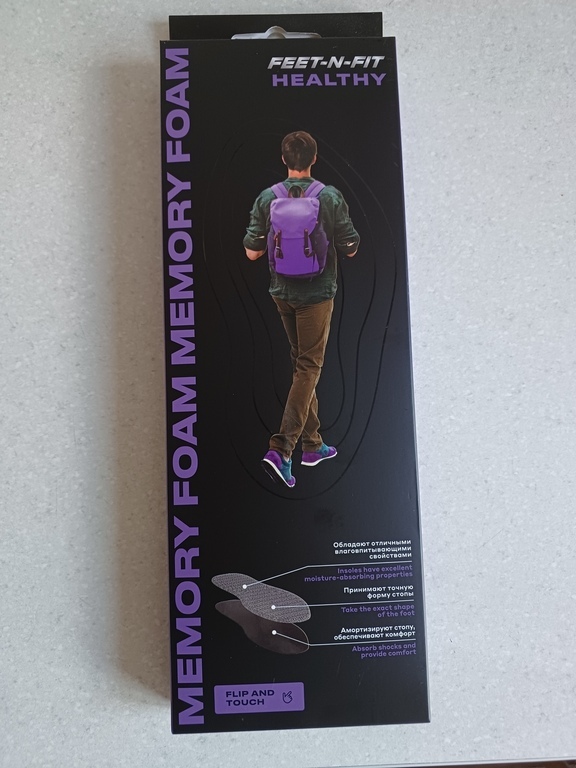 FEET-N-FIT
HEALTHY
MEMORY FOAM MEMORY FOAM
Обладают отличными
влаговпитывающими
свойствами
Insoles have excellent
moisture-absorbing properties
Принимают точную
форму стопы
Take the exact shape
of the foot
Амортизируют стопу,
обеспечивают комфорт
Absorb shocks and
provide comfort
FLIP AND
TOUCH